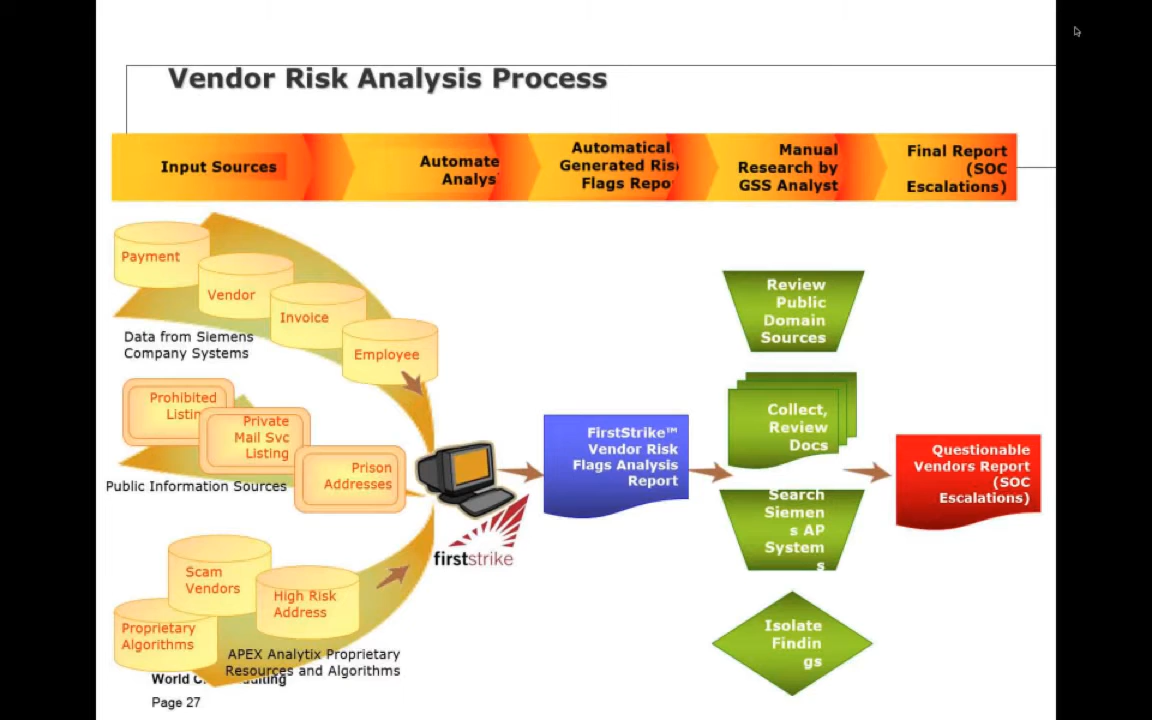 Vendor Risk Analysis Process
Input Sources
Automate
Analys
Automatical
Generated Ris
Flags Repo
Manual
Research by
GSS Analyst
Final Report
(SOC
Escalations)
Payment
Vendor
Invoice
Employee
Data from Siemens
Company Systems
Prohibited
Listin
Private
Mail Svc
Listing
Prison
Addresses
Public Information Sources
firststrike
Scam
Vendors
High Risk
Address
Proprietary
Algorithms
APEX Analytix Proprietary
Resources and Algorithms
FirstStrike™
Vendor Risk
Flags Analysis
Report
Review
Public
Domain
Sources
Collect,
Review
Docs
Search
Siemen
s AP
System
s
Isolate
Findin
gs
Questionable
Vendors Report
(SOC
Escalations)
World
Page 27